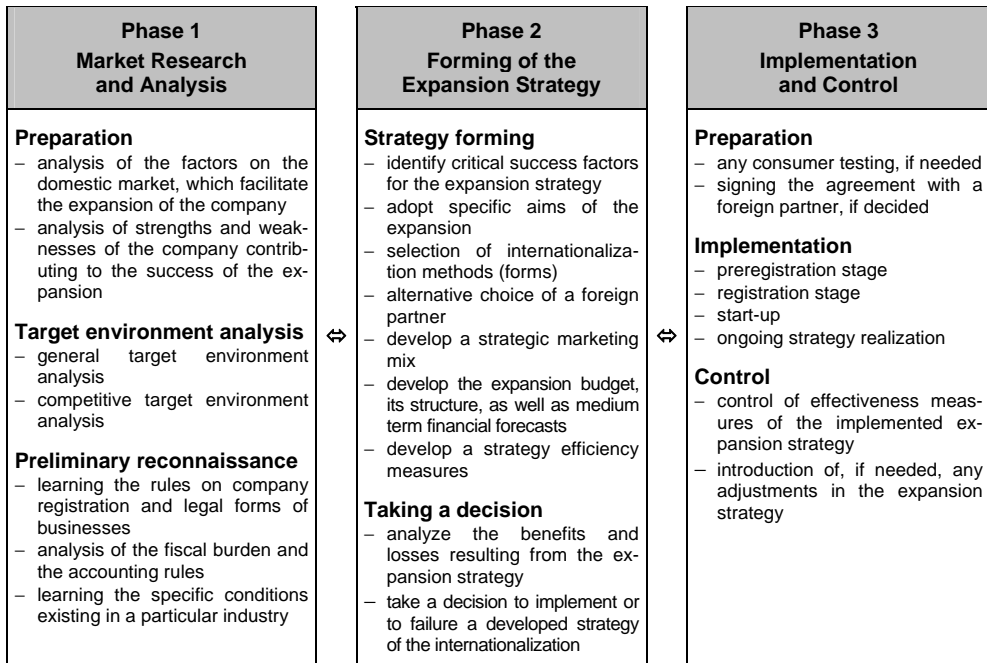 Phase 1
Market Research
and Analysis
Preparation
– analysis of the factors on the
domestic market, which facilitate
the expansion of the company
– analysis of strengths and weak-
nesses of the company contrib-
uting to the success of the ex-
pansion
Target environment analysis
– general target environment
analysis
– competitive target environment
analysis
Preliminary reconnaissance
– learning the rules on company
registration and legal forms of
businesses
– analysis of the fiscal burden and
the accounting rules
– learning the specific conditions
existing in a particular industry
⇔
Phase 2
Forming of the
Expansion Strategy
Strategy forming
– identify critical success factors
for the expansion strategy
– adopt specific aims of the
expansion
– selection of internationaliza-
tion methods (forms)
– alternative choice of a foreign
partner
– develop a strategic marketing
mix
– develop the expansion budget,
its structure, as well as medium
term financial forecasts
– develop a strategy efficiency
measures
Taking a decision
– analyze the benefits and
losses resulting from the ex-
pansion strategy
– take a decision to implement or
to failure a developed strategy
of the internationalization
⇔
Phase 3
Implementation
and Control
Preparation
– any consumer testing, if needed
– signing the agreement with a
foreign partner, if decided
Implementation
– preregistration stage
– registration stage
– start-up
– ongoing strategy realization
Control
– control of effectiveness meas-
ures of the implemented ex-
pansion strategy
– introduction of, if needed, any
adjustments in the expansion
strategy